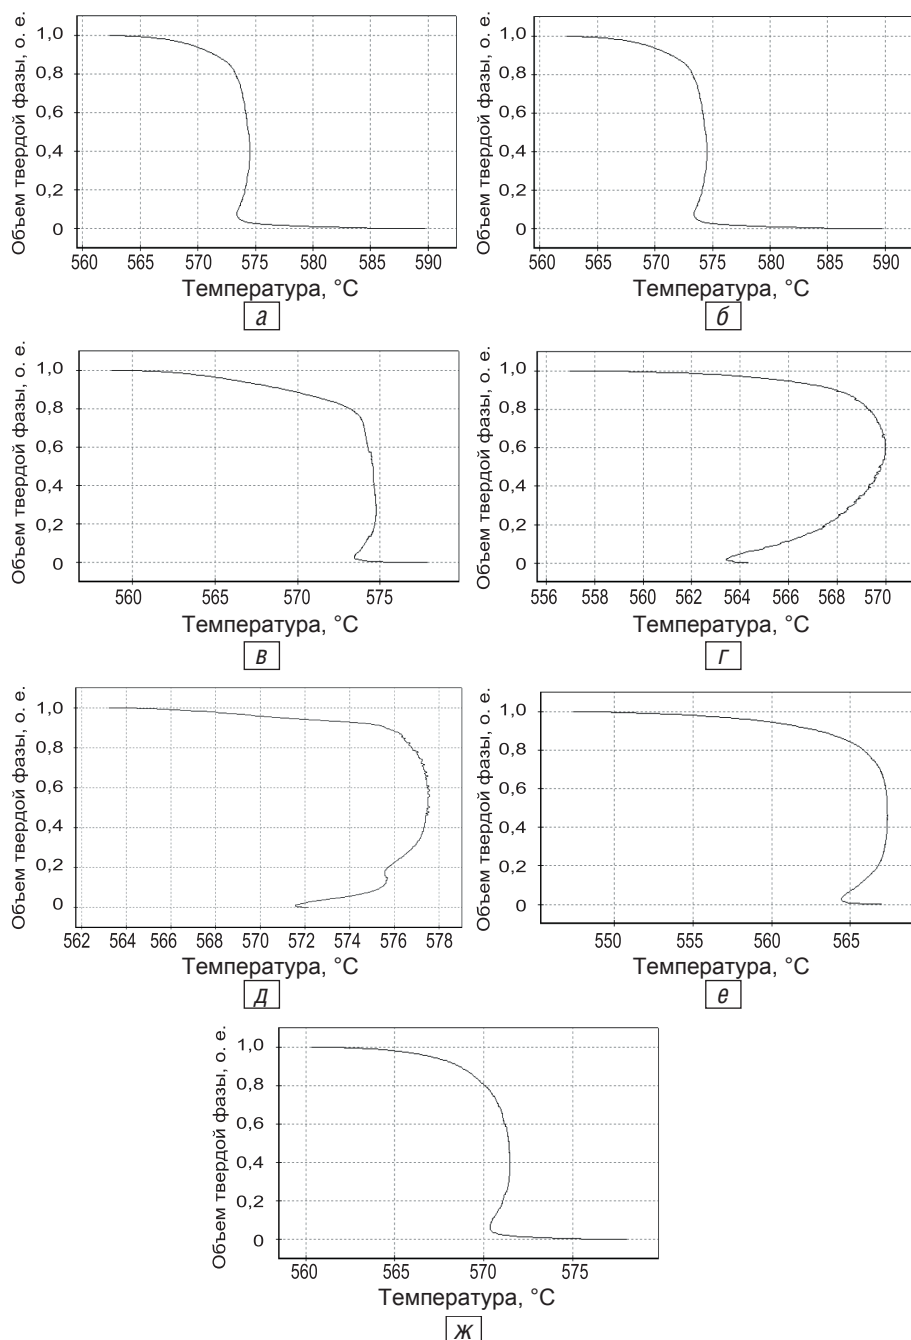 Объем твердой фазы, о. е.
1,0
0,8
0,6
0,4
0,2
0
560 565 570 575 580 585 590
Температура, °C
а
Объем твердой фазы, о. е.
1,0
0,8
0,6
0,4
0,2
0
560 565 570 575 580 585 590
Температура, °C
б
Объем твердой фазы, о. е.
1,0
0,8
0,6
0,4
0,2
0
560 565 570 575
Температура, °C
в
Объем твердой фазы, о. е.
1,0
0,8
0,6
0,4
0,2
0
556 558 560 562 564 566 568 570
Температура, °C
г
Объем твердой фазы, о. е.
1,0
0,8
0,6
0,4
0,2
0
562 564 566 568 570 572 574 576 578
Температура, °C
д
Объем твердой фазы, о. е.
1,0
0,8
0,6
0,4
0,2
0
550 555 560 565
Температура, °C
е
Объем твердой фазы, о. е.
1,0
0,8
0,6
0,4
0,2
0
560 565 570 575
Температура, °C
ж